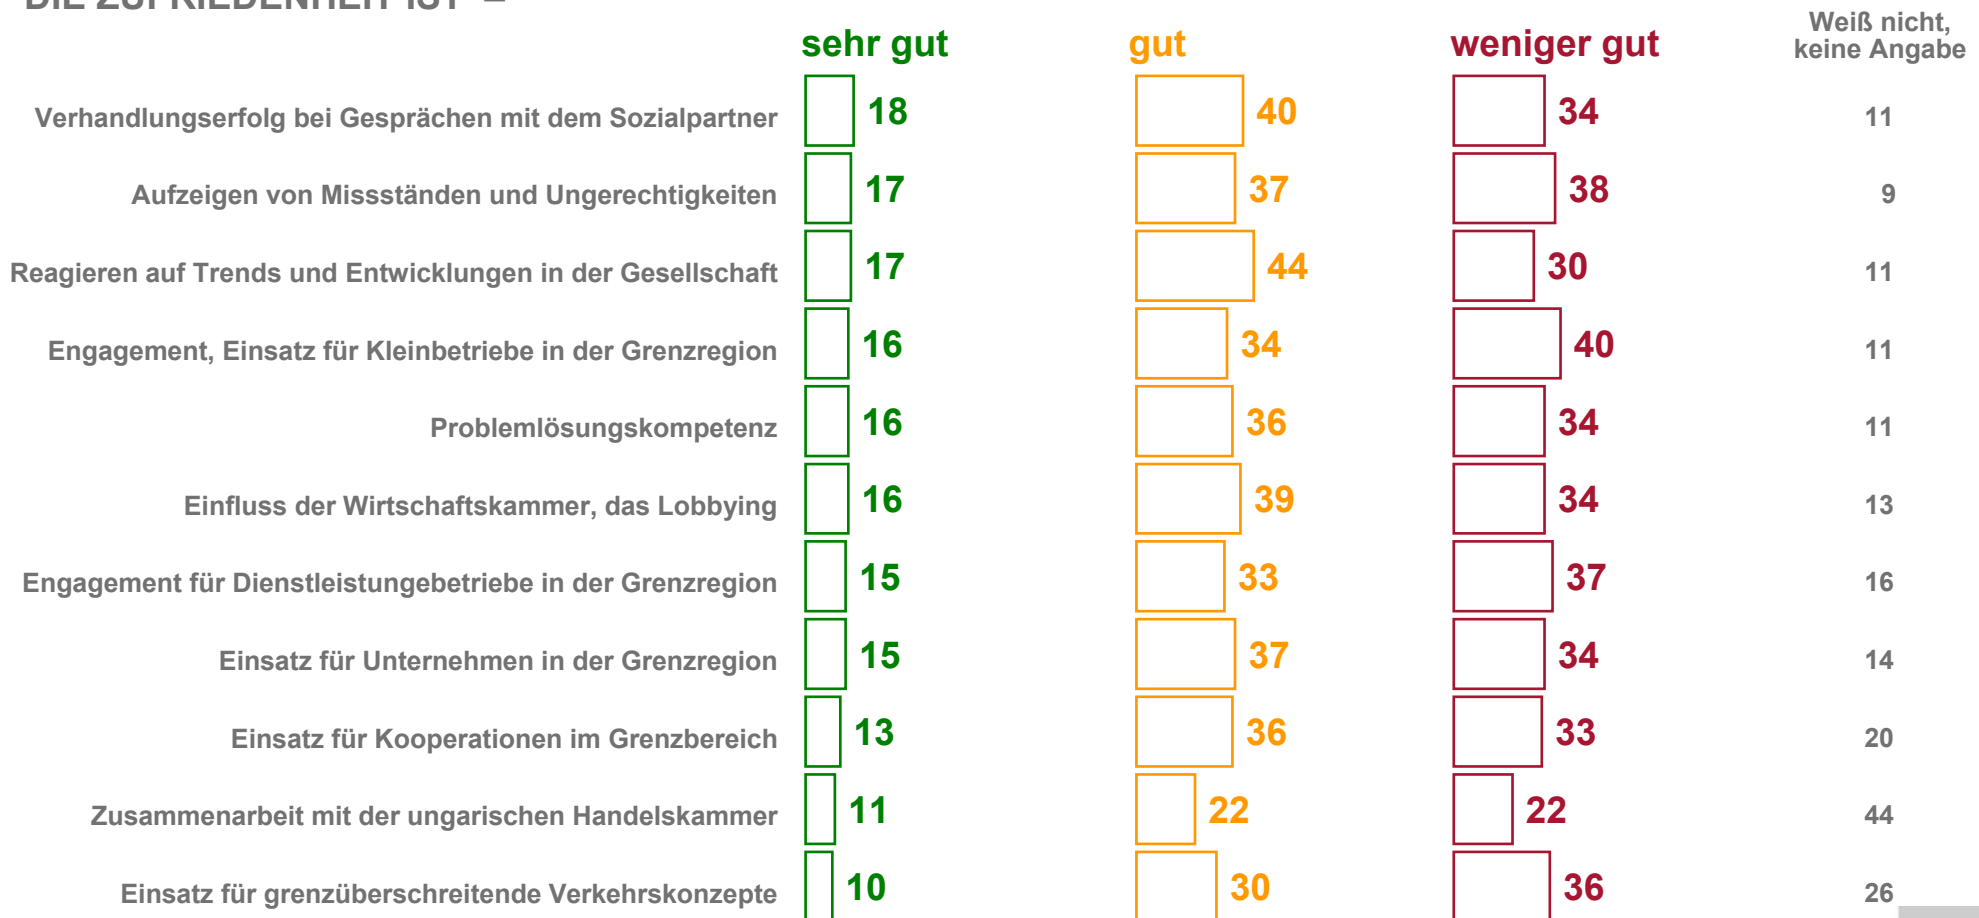 DIE ZUFRIEDENHEIT IST –
sehr gut gut weniger gut Weiß nicht,
keine Angabe
Verhandlungserfolg bei Gesprächen mit dem Sozialpartner 18 40 34 11
Aufzeigen von Missständen und Ungerechtigkeiten 17 37 38 9
Reagieren auf Trends und Entwicklungen in der Gesellschaft 17 44 30 11
Engagement, Einsatz für Kleinbetriebe in der Grenzregion 16 34 40 11
Problemlösungskompetenz 16 36 34 11
Einfluss der Wirtschaftskammer, das Lobbying 16 39 34 13
Engagement für Dienstleistungebetriebe in der Grenzregion 15 33 37 16
Einsatz für Unternehmen in der Grenzregion 15 37 34 14
Einsatz für Kooperationen im Grenzbereich 13 36 33 20
Zusammenarbeit mit der ungarischen Handelskammer 11 22 22 44
Einsatz für grenzüberschreitende Verkehrskonzepte 10 30 36 26